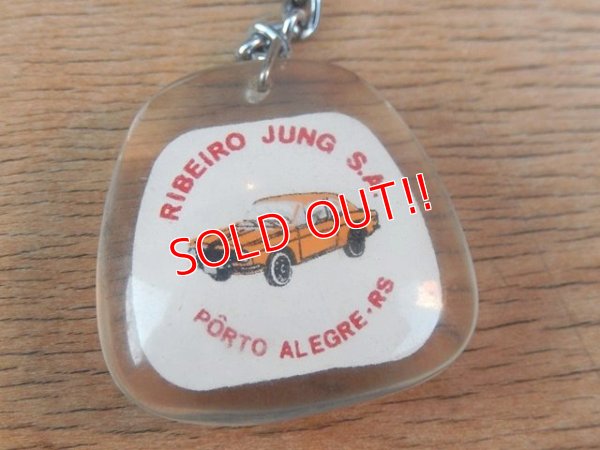 RIBEIRO JUNG S.A.
SOLD OUT!!
PÔRTO ALEGRE-RS